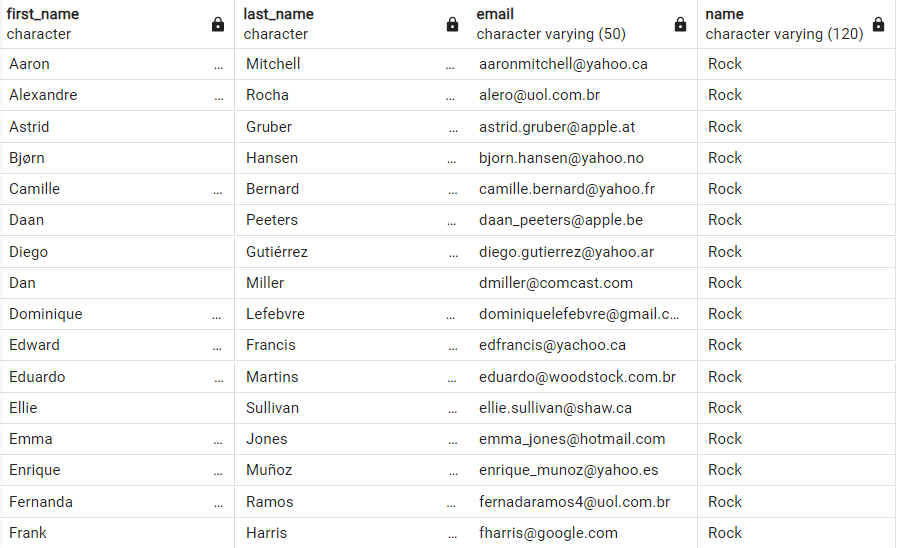 first_name last_name email name
character character character varying (50) character varying (120)
Aaron ... Mitchell ... aaronmitchell@yahoo.ca Rock
Alexandre ... Rocha ... alero@uol.com.br Rock
Astrid Gruber ... astrid.gruber@apple.at Rock
Bjørn Hansen ... bjorn.hansen@yahoo.no Rock
Camille ... Bernard ... camille.bernard@yahoo.fr Rock
Daan Peeters ... daan_peeters@apple.be Rock
Diego Gutiérrez ... diego.gutierrez@yahoo.ar Rock
Dan Miller ... dmiller@comcast.com Rock
Dominique ... Lefebvre ... dominiquelefebvre@gmail.c... Rock
Edward ... Francis ... edfrancis@yachoo.ca Rock
Eduardo ... Martins ... eduardo@woodstock.com.br Rock
Ellie Sullivan ... ellie.sullivan@shaw.ca Rock
Emma ... Jones ... emma_jones@hotmail.com Rock
Enrique ... Muñoz ... enrique_munoz@yahoo.es Rock
Fernanda ... Ramos ... fernadaramos4@uol.com.br Rock
Frank Harris ... fharris@google.com Rock